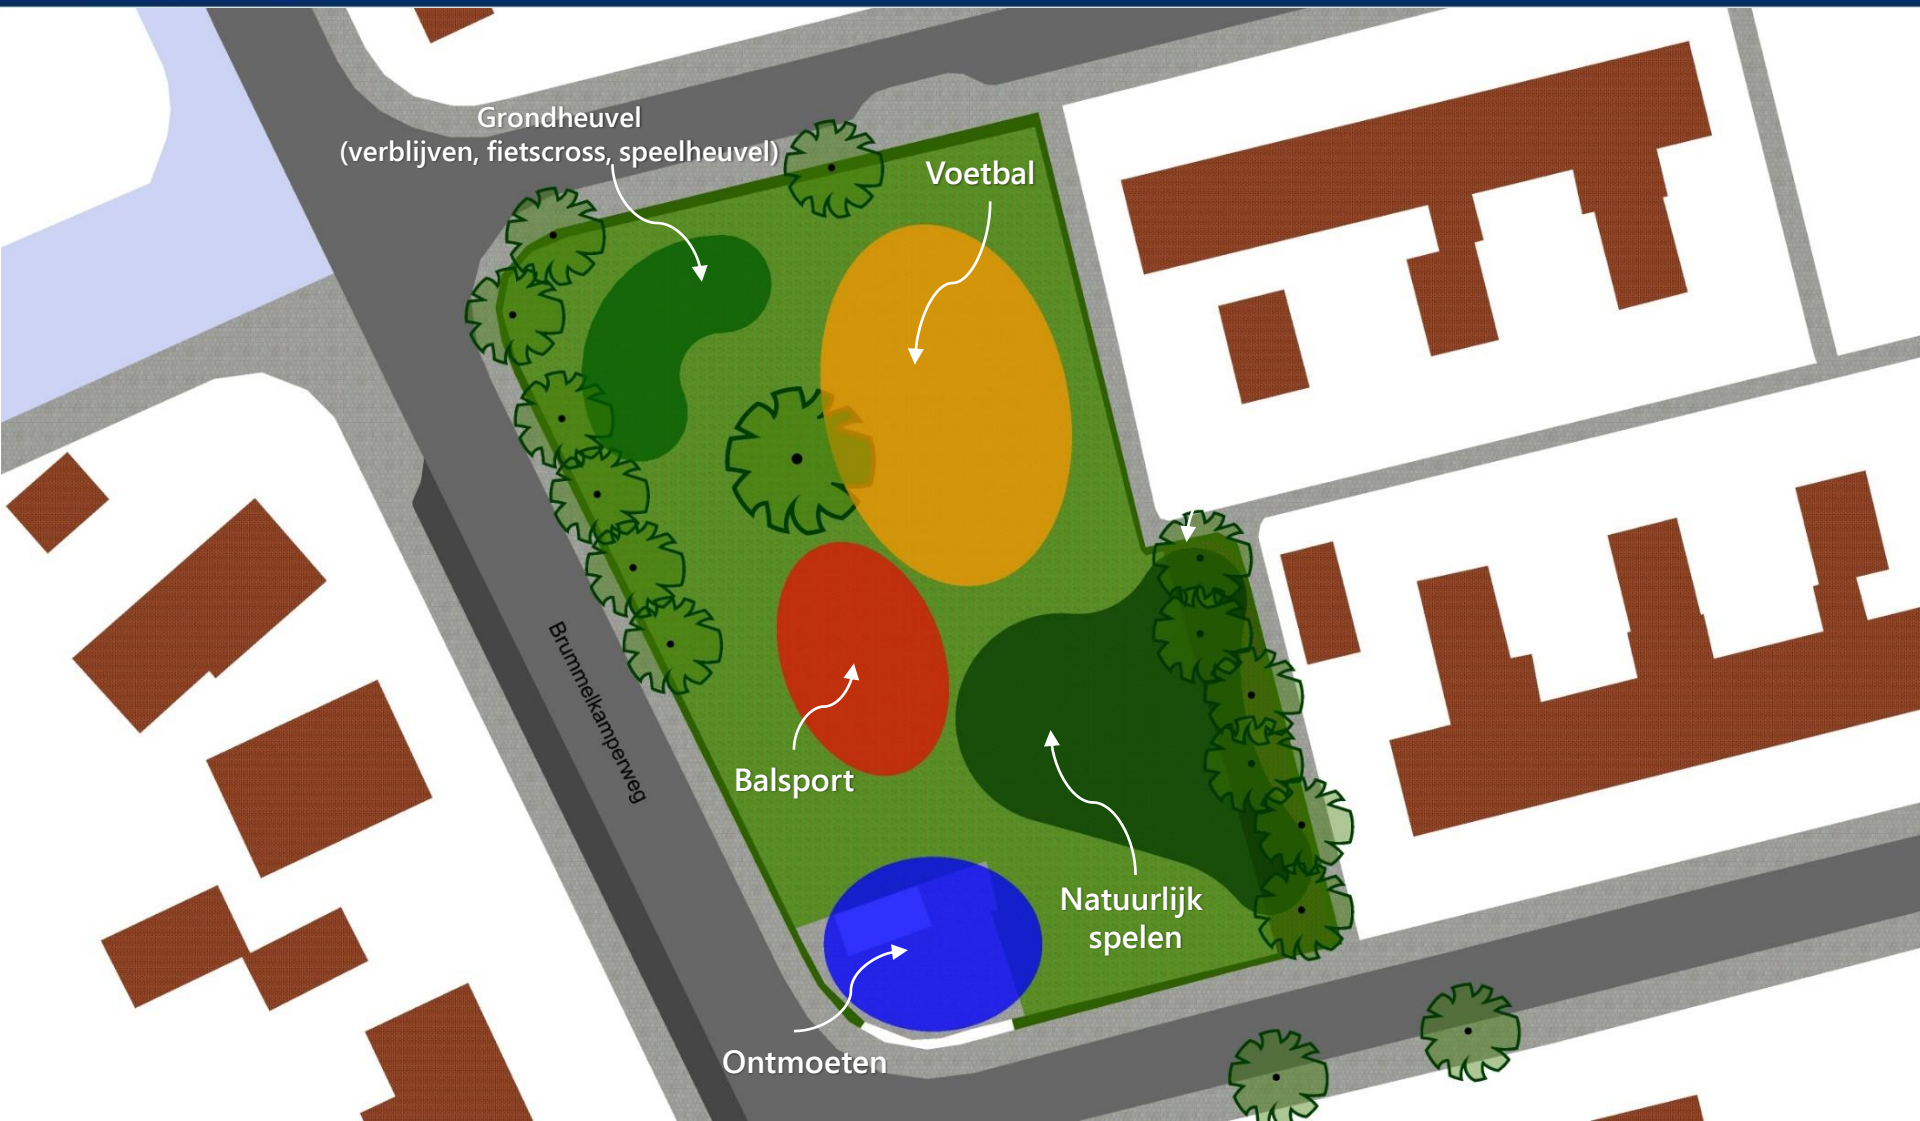 Grondheuvel
(verblijven, fietscross, speelheuvel)
Voetbal
Brummelkamperweg
Balsport
Natuurlijk
spelen
Ontmoeten